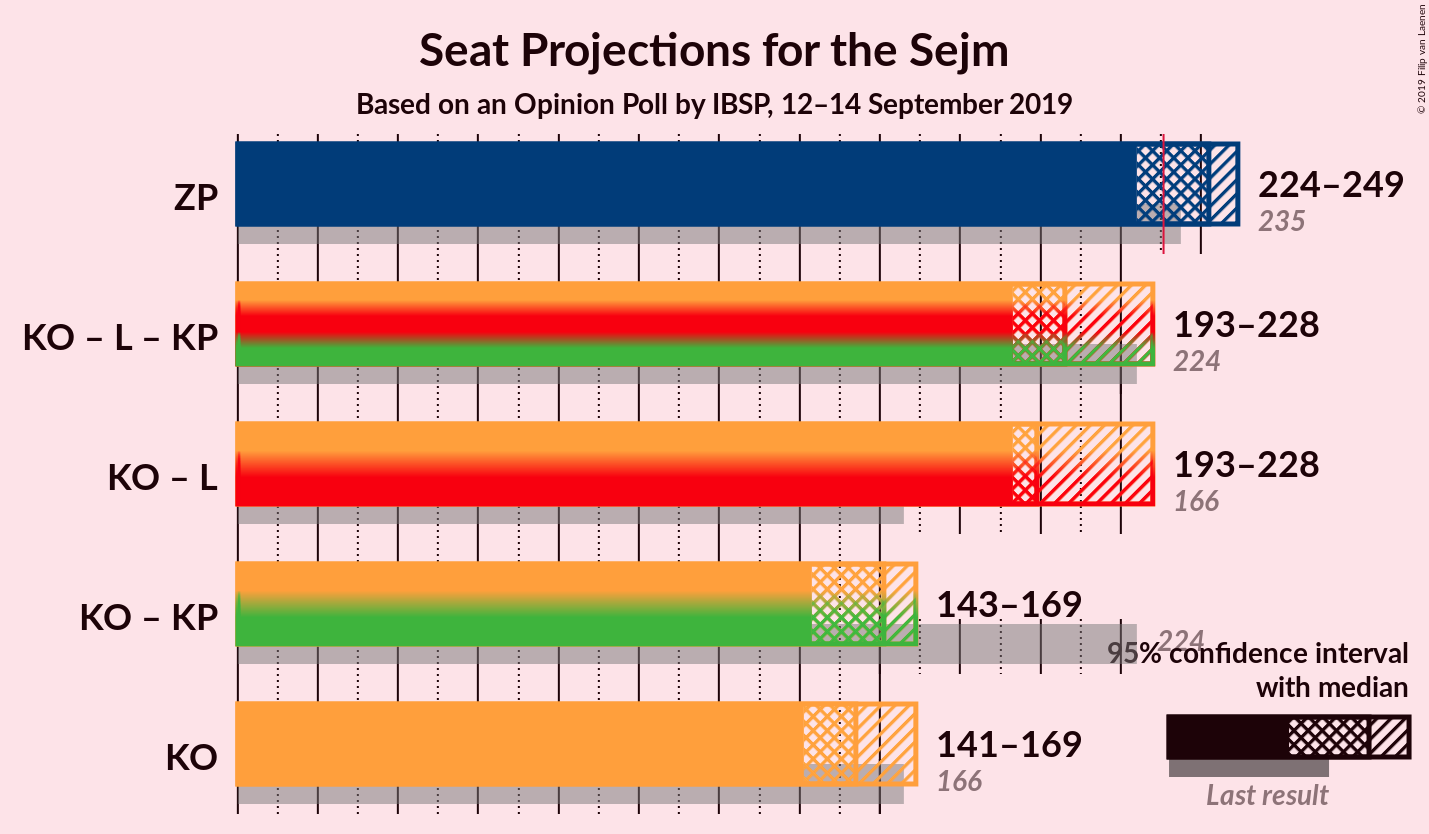 Seat Projections for the Sejm
Based on an Opinion Poll by IBSP, 12–14 September 2019
© 2019 Filip van Laenen
ZP
224–249
235
KO – L – KP
193–228
224
KO – L
193–228
166
KO – KP
143–169
224
KO
141–169
166
95% confidence interval
with median
Last result